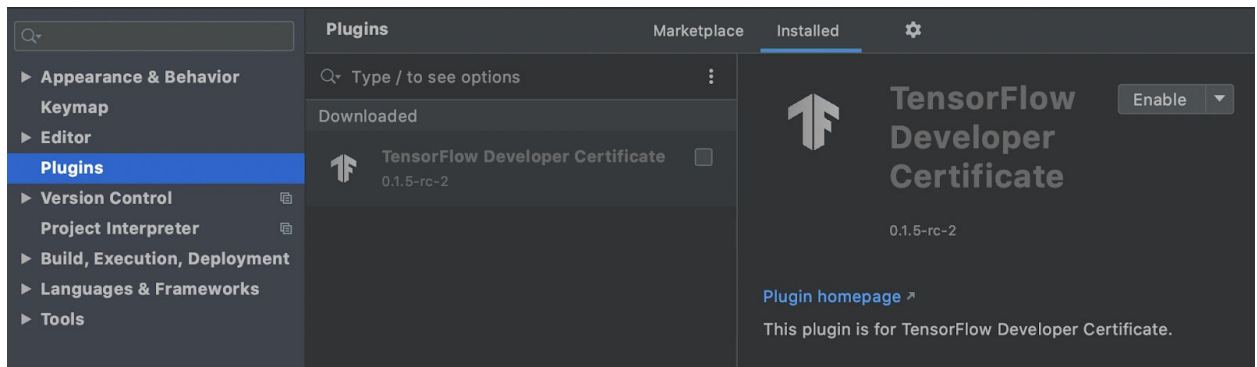 Plugins
Marketplace
Installed
Appearance & Behavior
Keymap
Editor
Plugins
Version Control
Project Interpreter
Build, Execution, Deployment
Languages & Frameworks
Tools
Type / to see options
Downloaded
TensorFlow Developer Certificate
0.1.5-rc-2
TensorFlow
Developer
Certificate
Enable
0.1.5-rc-2
Plugin homepage
This plugin is for TensorFlow Developer Certificate.